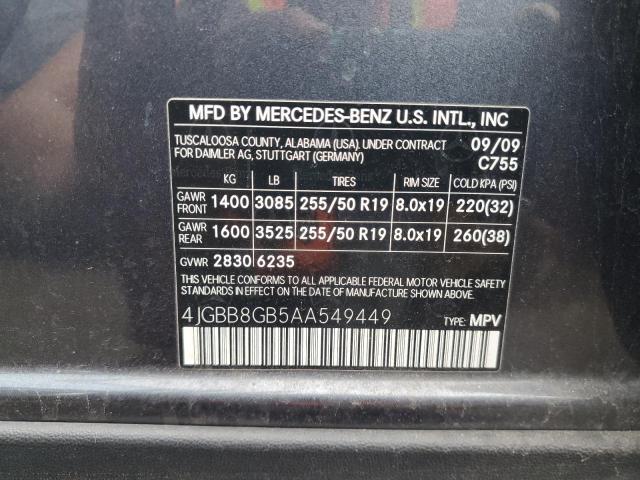 MFD BY MERCEDES-BENZ U.S. INTL., INC
TUSCALOOSA COUNTY, ALABAMA (USA). UNDER CONTRACT 09/09
FOR DAIMLER AG, STUTTGART (GERMANY) C755
KG LB TIRES RIM SIZE COLD KPA (PSI)
GAWR FRONT 1400 3085 255/50 R19 8.0x19 220(32)
GAWR REAR 1600 3525 255/50 R19 8.0x19 260(38)
GVWR 2830 6235
THIS VEHICLE CONFORMS TO ALL APPLICABLE FEDERAL MOTOR VEHICLE SAFETY
STANDARDS IN EFFECT ON THE DATE OF MANUFACTURE SHOWN ABOVE.
4JGBB8GB5AA549449 TYPE: MPV